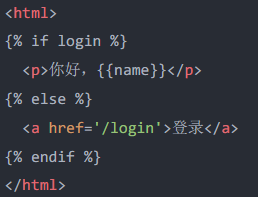 <html>
{% if login %}
<p>你好，{{name}}</p>
{% else %}
<a href='/login'>登录</a>
{% endif %}
</html>